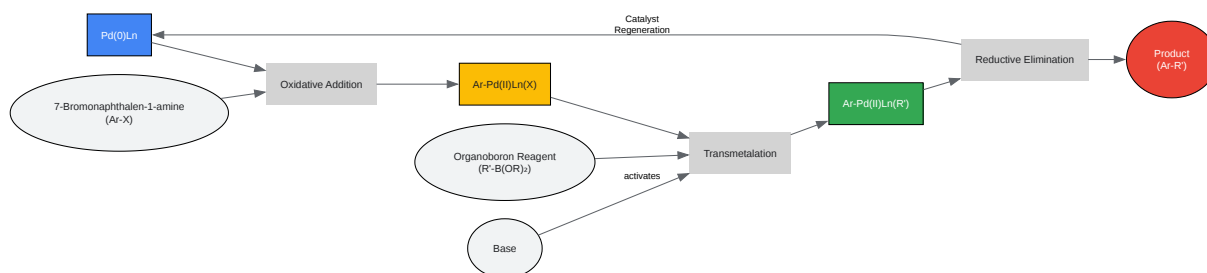 Catalyst
Regeneration
Pd(0)Ln
Oxidative Addition
7-Bromonaphthalen-1-amine
(Ar-X)
Ar-Pd(II)Ln(X)
Organoboron Reagent
(R'-B(OR)₂)
activates
Base
Transmetalation
Ar-Pd(II)Ln(R')
Reductive Elimination
Product
(Ar-R')